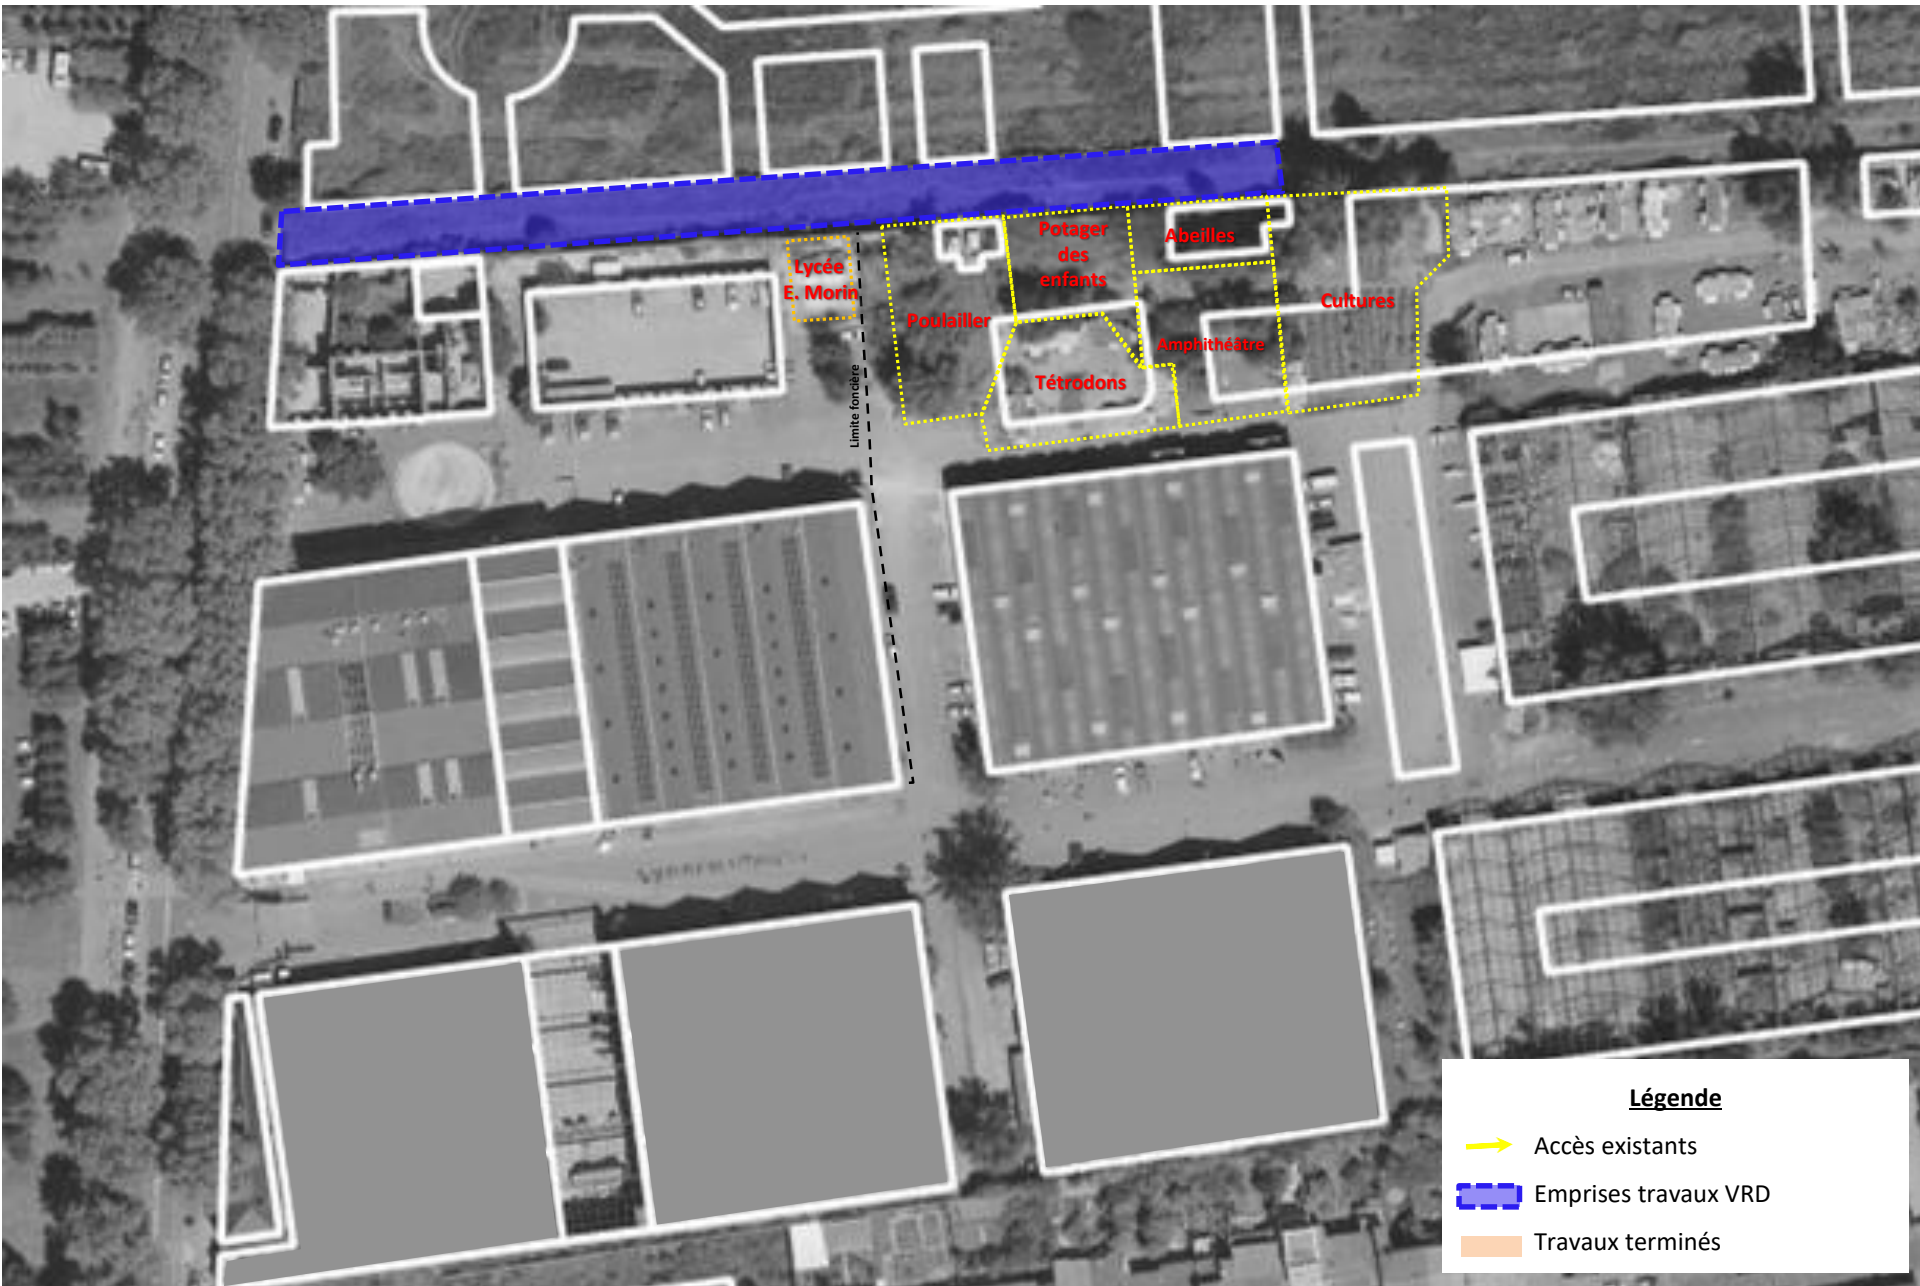 Potager
des
enfants
Abeilles
Lycée
E. Morin
Cultures
Poulailler
Amphithéâtre
Tétrodons
Limite foncière
Légende
Accès existants
Emprises travaux VRD
Travaux terminés